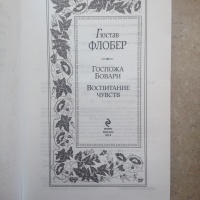 Гюстав
ФЛОБЕР
Госпожа
Бовари
Воспитание
чувств